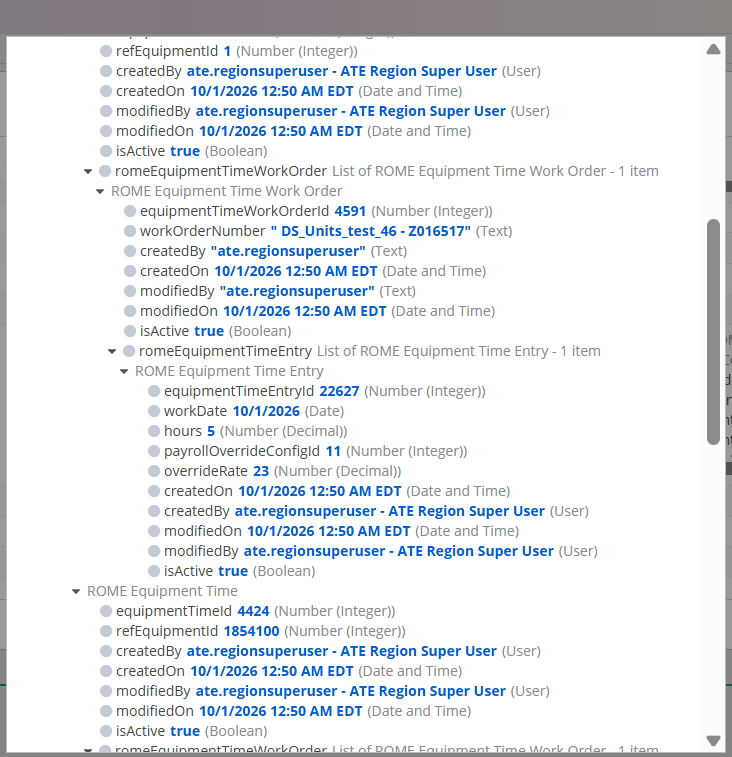 refEquipmentId 1 (Number (Integer))
createdBy ate.regionsuperuser - ATE Region Super User (User)
createdOn 10/1/2026 12:50 AM EDT (Date and Time)
modifiedBy ate.regionsuperuser - ATE Region Super User (User)
modifiedOn 10/1/2026 12:50 AM EDT (Date and Time)
isActive true (Boolean)
romeEquipmentTimeWorkOrder List of ROME Equipment Time Work Order - 1 item
ROME Equipment Time Work Order
equipmentTimeWorkOrderId 4591 (Number (Integer))
workOrderNumber " DS_Units_test_46 - Z016517" (Text)
createdBy "ate.regionsuperuser" (Text)
createdOn 10/1/2026 12:50 AM EDT (Date and Time)
modifiedBy "ate.regionsuperuser" (Text)
modifiedOn 10/1/2026 12:50 AM EDT (Date and Time)
isActive true (Boolean)
romeEquipmentTimeEntry List of ROME Equipment Time Entry - 1 item
ROME Equipment Time Entry
equipmentTimeEntryId 22627 (Number (Integer))
workDate 10/1/2026 (Date)
hours 5 (Number (Decimal))
payrollOverrideConfigId 11 (Number (Integer))
overrideRate 23 (Number (Decimal))
createdOn 10/1/2026 12:50 AM EDT (Date and Time)
createdBy ate.regionsuperuser - ATE Region Super User (User)
modifiedOn 10/1/2026 12:50 AM EDT (Date and Time)
modifiedBy ate.regionsuperuser - ATE Region Super User (User)
isActive true (Boolean)
ROME Equipment Time
equipmentTimeId 4424 (Number (Integer))
refEquipmentId 1854100 (Number (Integer))
createdBy ate.regionsuperuser - ATE Region Super User (User)
createdOn 10/1/2026 12:50 AM EDT (Date and Time)
modifiedBy ate.regionsuperuser - ATE Region Super User (User)
modifiedOn 10/1/2026 12:50 AM EDT (Date and Time)
isActive true (Boolean)
romeEquipmentTimeWorkOrder List of ROME Equipment Time Work Order - 1 item